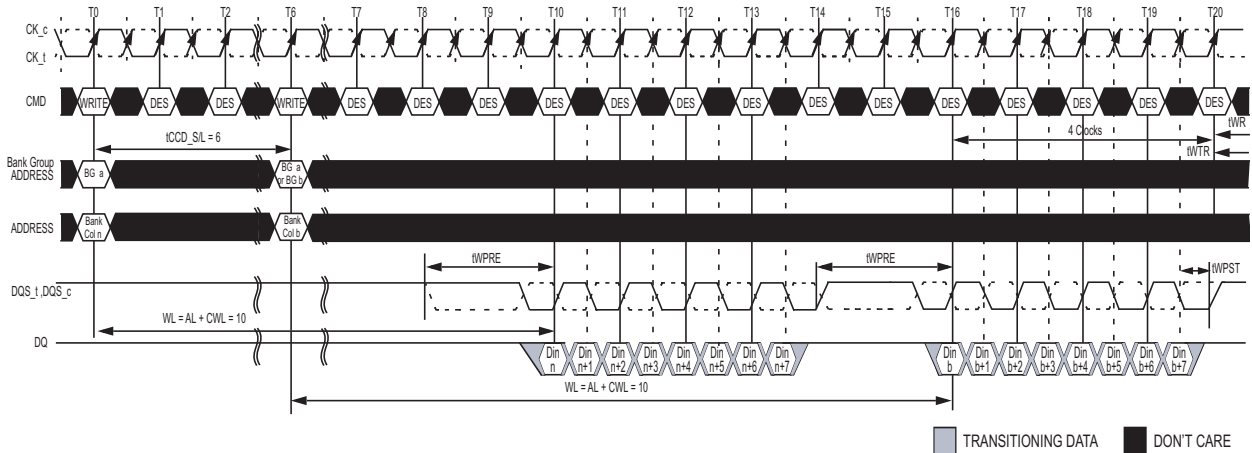 T0 T1 T2 T6 T7 T8 T9 T10 T11 T12 T13 T14 T15 T16 T17 T18 T19 T20
CK_c
CK_t
CMD WRITE DES DES WRITE DES DES DES DES DES DES DES DES DES DES DES DES DES DES
tCCD_S/L = 6
4 Clocks
tWR
tWTR
Bank Group
ADDRESS
BG a
BG a
or BG b
ADDRESS
Bank
Col n
Bank
Col b
tWPRE
tWPRE
tWPST
DQS_t ,DQS_c
WL = AL + CWL = 10
DQ
Din
n
Din
n+1
Din
n+2
Din
n+3
Din
n+4
Din
n+5
Din
n+6
Din
n+7
Din
b
Din
b+1
Din
b+2
Din
b+3
Din
b+4
Din
b+5
Din
b+6
Din
b+7
WL = AL + CWL = 10
TRANSITIONING DATA
DON'T CARE